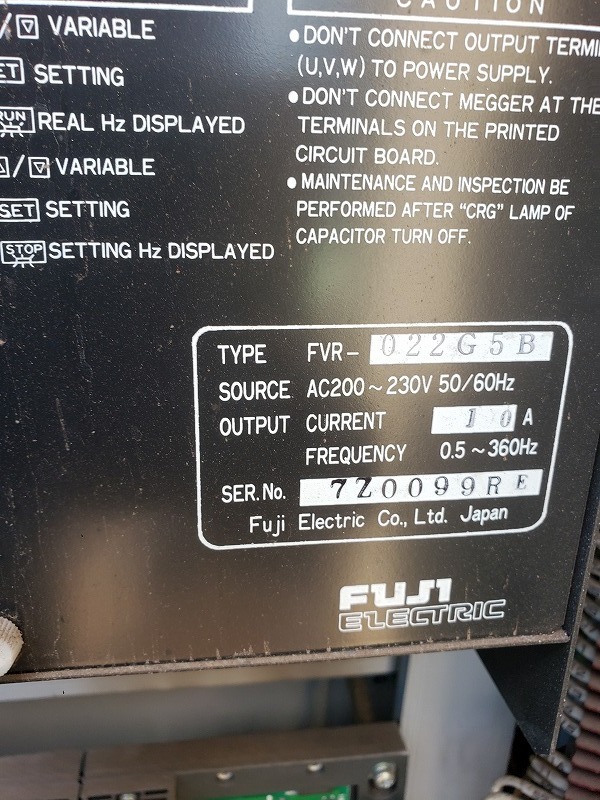 /▽ VARIABLE
SETTING
RUN REAL Hz DISPLAYED
/▽ VARIABLE
SET SETTING
STOP SETTING Hz DISPLAYED
CAUTION
•DON'T CONNECT OUTPUT TERMI
(U,V,W) TO POWER SUPPLY.
•DON'T CONNECT MEGGER AT THE
TERMINALS ON THE PRINTED
CIRCUIT BOARD.
•MAINTENANCE AND INSPECTION BE
PERFORMED AFTER "CRG" LAMP OF
CAPACITOR TURN OFF.
TYPE FVR-022G5B
SOURCE AC200~230V 50/60Hz
OUTPUT CURRENT 10 A
FREQUENCY 0.5~360Hz
SER.No. 7Z0099RE
Fuji Electric Co., Ltd. Japan
FUJI
ELECTRIC